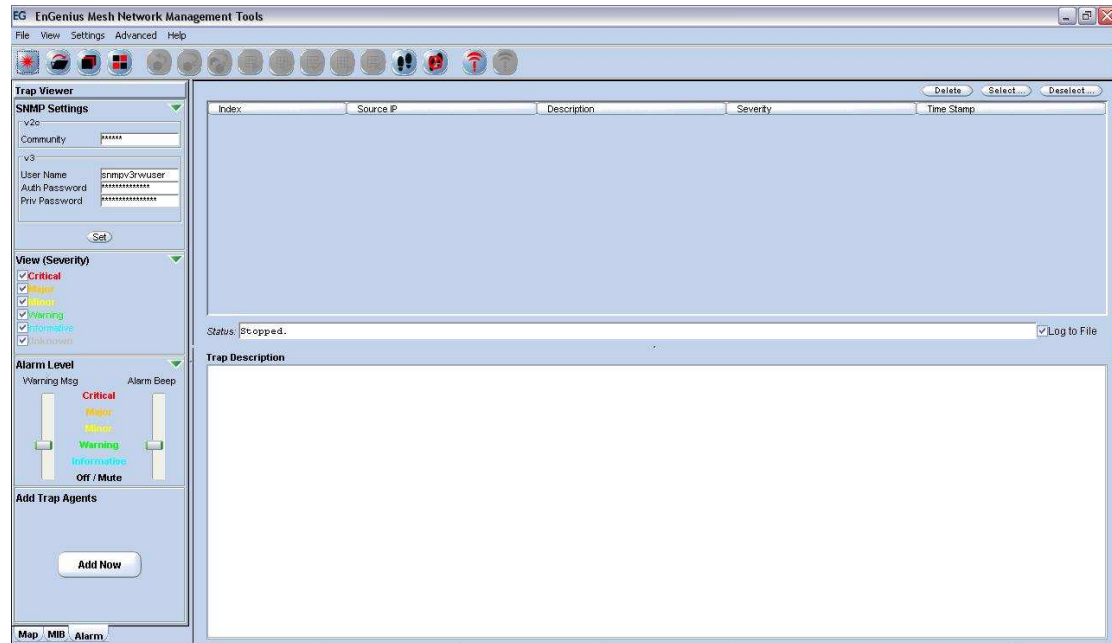 EG EnGenius Mesh Network Management Tools
File View Settings Advanced Help
Trap Viewer
Delete Select... Deselect...
SNMP Settings
Index Source IP Description Severity Time Stamp
v2c
Community ******
v3
User Name snmpv3rwuser
Auth Password **************
Priv Password ****************
Set
View (Severity)
Critical
Major
Minor
Warning
Informative
Unknown
Status: Stopped. Log to File
Trap Description
Alarm Level
Warning Msg Alarm Beep
Critical
Major
Minor
Warning
Informative
Off / Mute
Add Trap Agents
Add Now
Map MIB Alarm